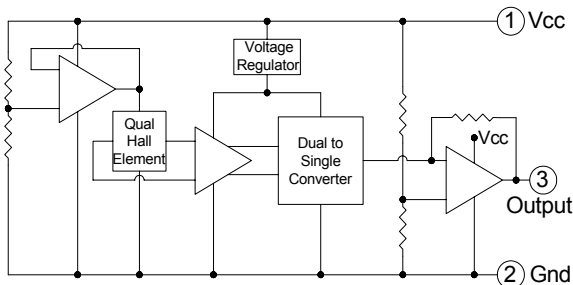 1 Vcc
Voltage
Regulator
Qual
Hall
Element
Dual to
Single
Converter
Vcc
3
Output
2 Gnd